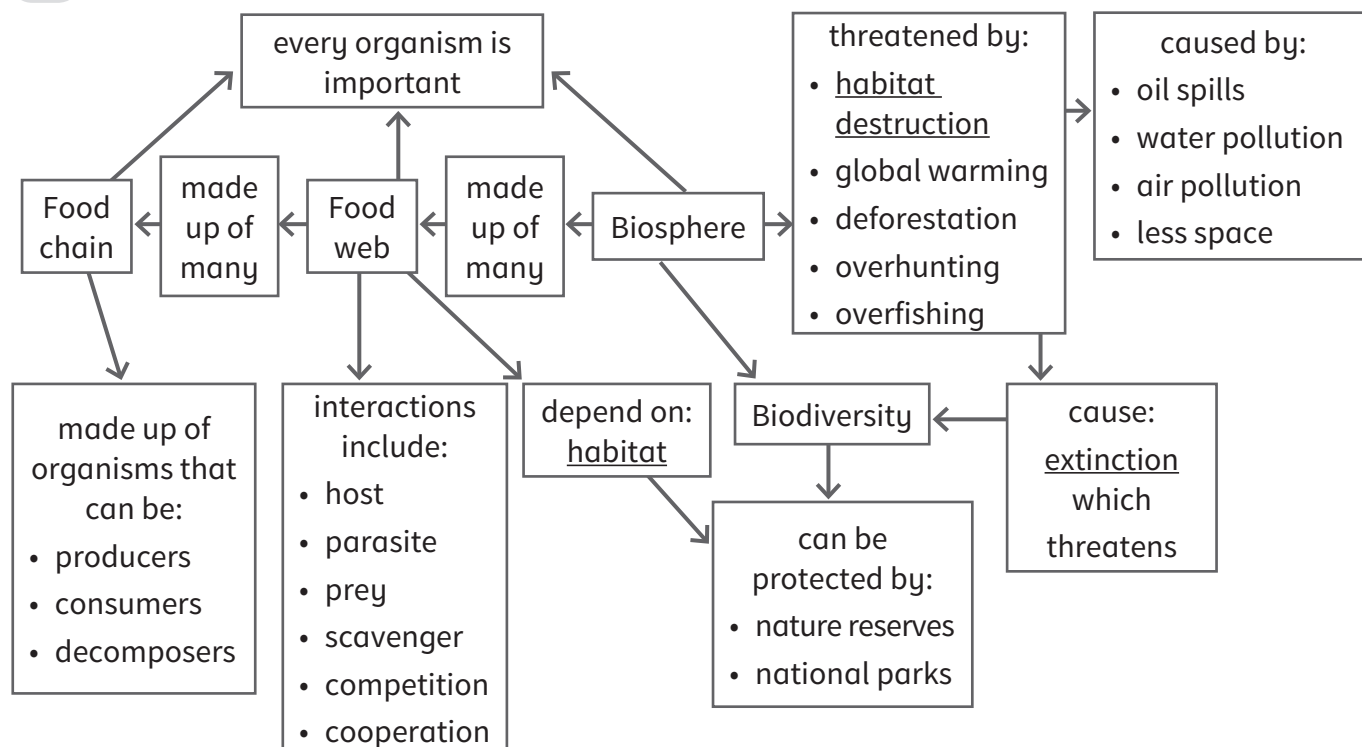 every organism is
important
threatened by:
• habitat
destruction
• global warming
• deforestation
• overhunting
• overfishing
caused by:
• oil spills
• water pollution
• air pollution
• less space
Food
chain
made
up of
many
Food
web
made
up of
many
Biosphere
made up of
organisms that
can be:
• producers
• consumers
• decomposers
interactions
include:
• host
• parasite
• prey
• scavenger
• competition
• cooperation
depend on:
habitat
Biodiversity
cause:
extinction
which
threatens
can be
protected by:
• nature reserves
• national parks